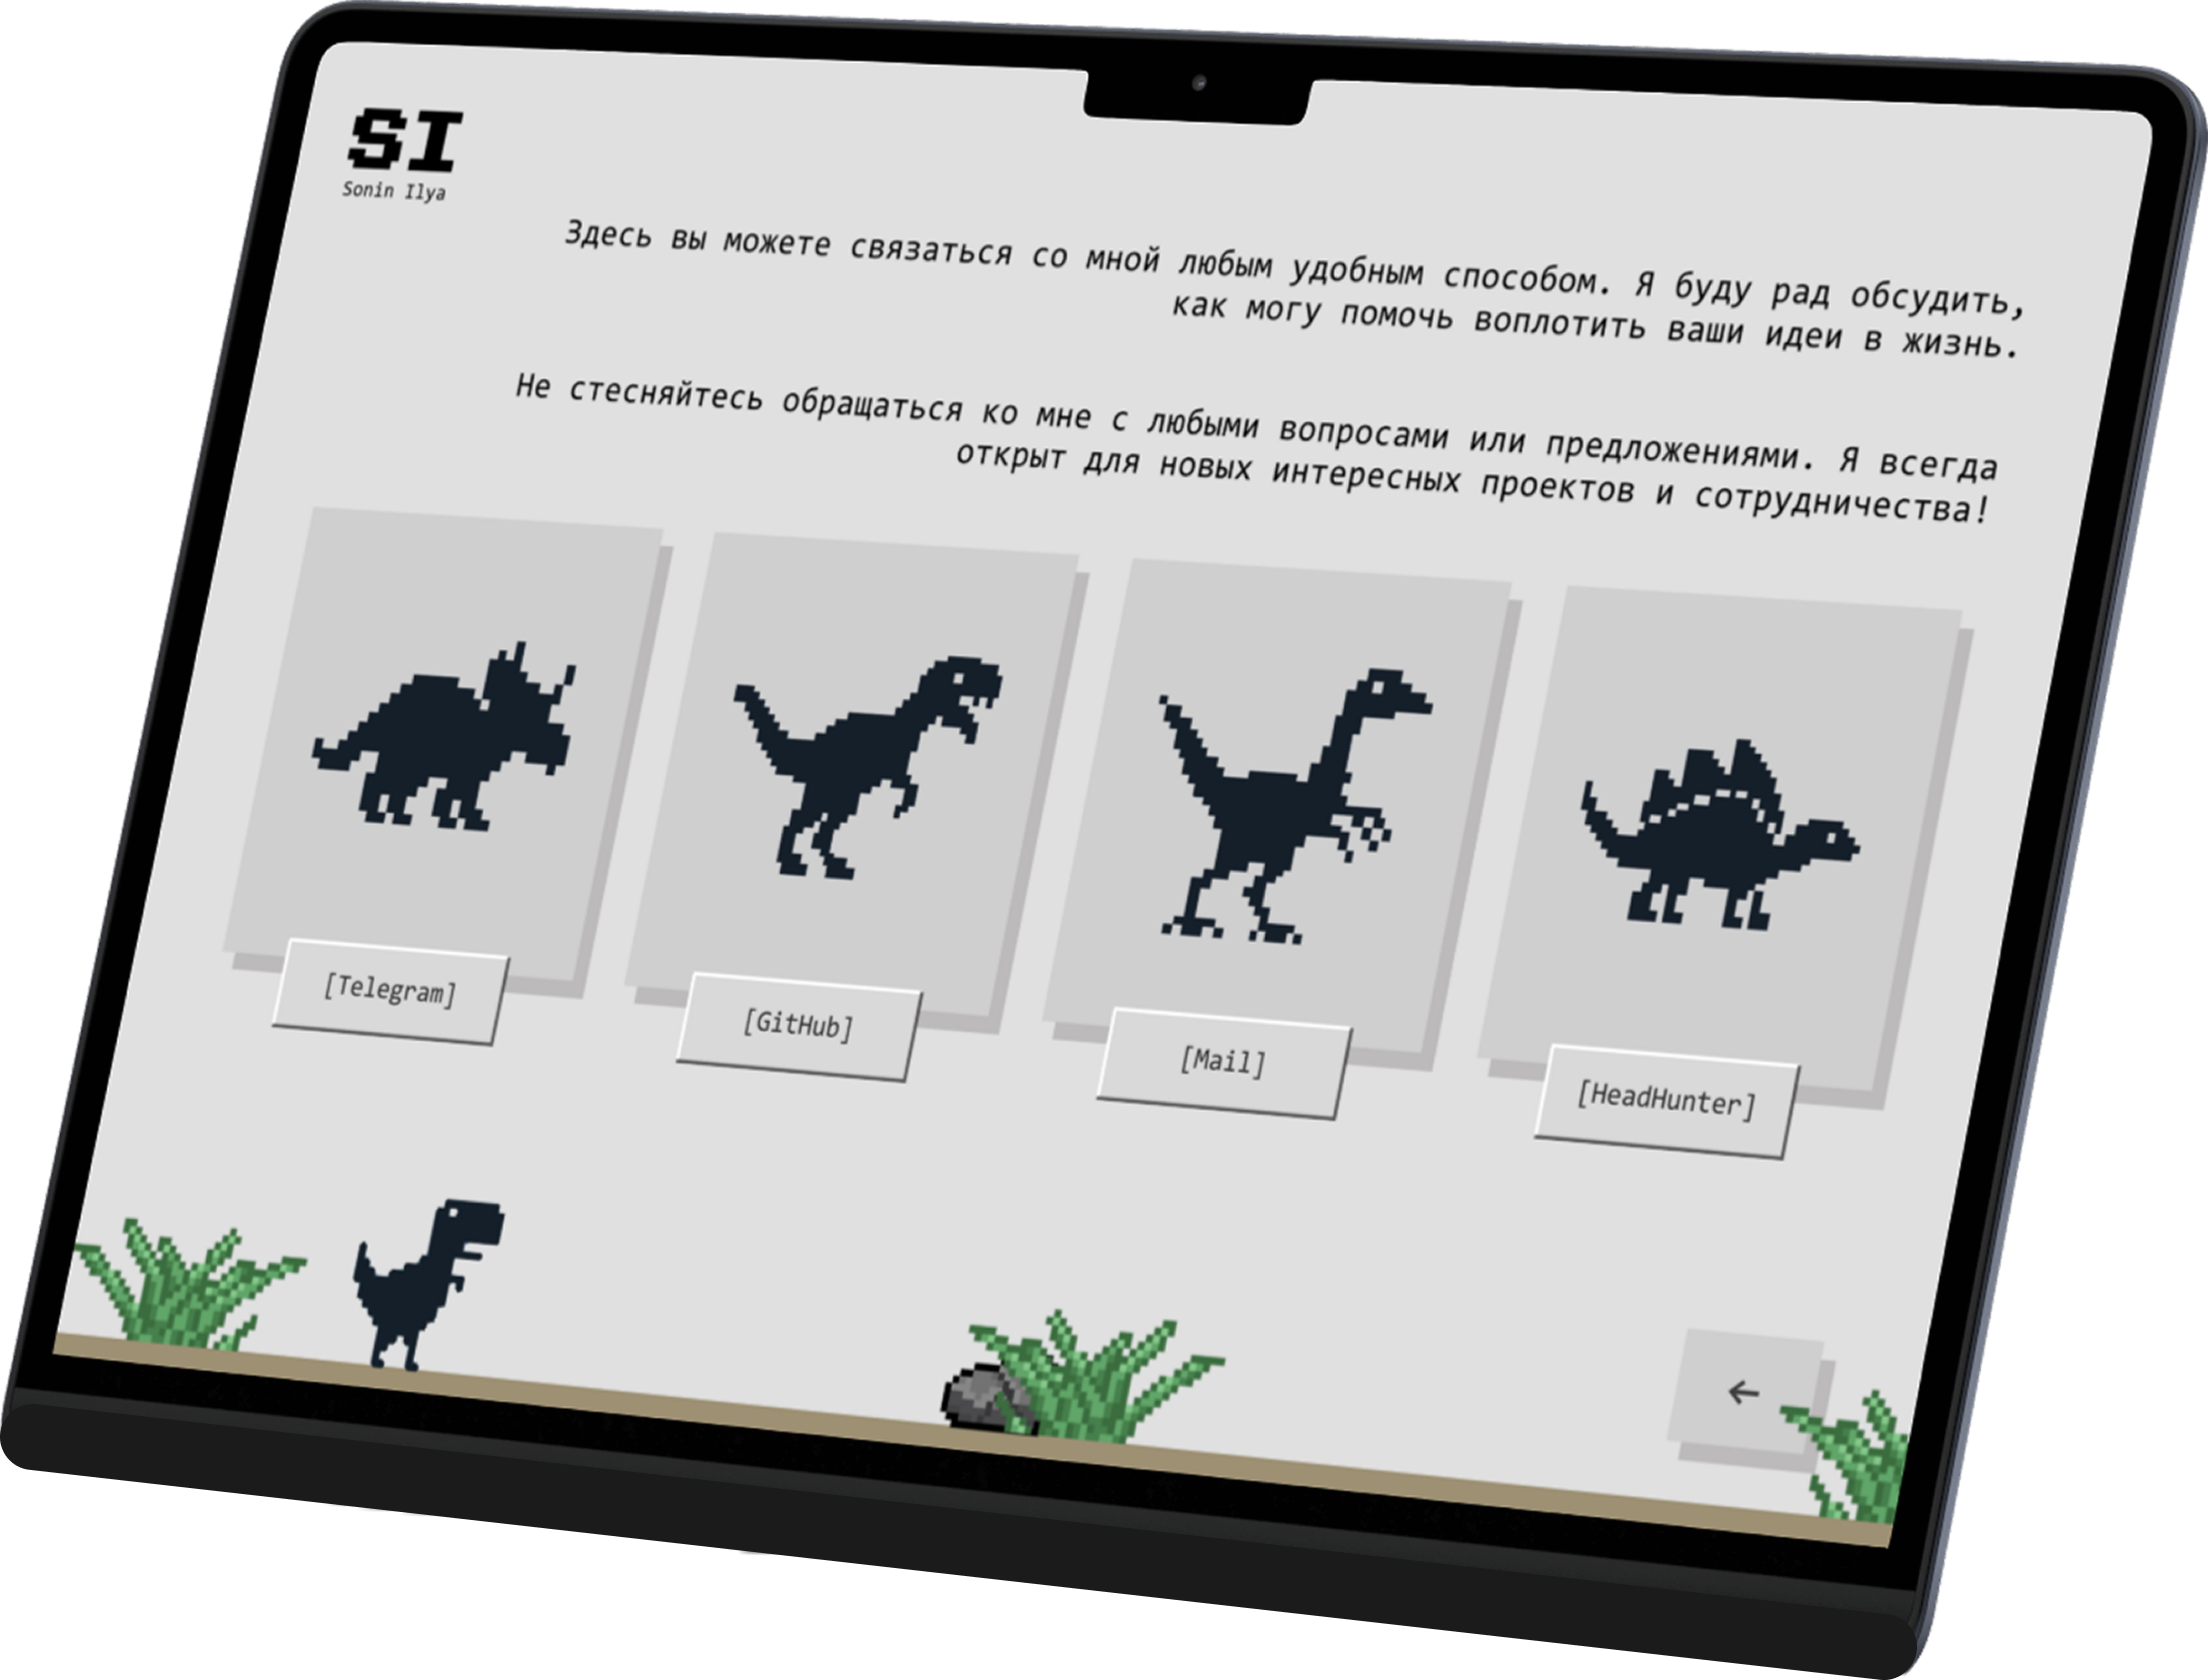 SI
Sonin Ilya
Здесь вы можете связаться со мной любым удобным способом. Я буду рад обсудить,
как могу помочь воплотить ваши идеи в жизнь.
Не стесняйтесь обращаться ко мне с любыми вопросами или предложениями. Я всегда
открыт для новых интересных проектов и сотрудничества!
[Telegram]
[GitHub]
[Mail]
[HeadHunter]
←